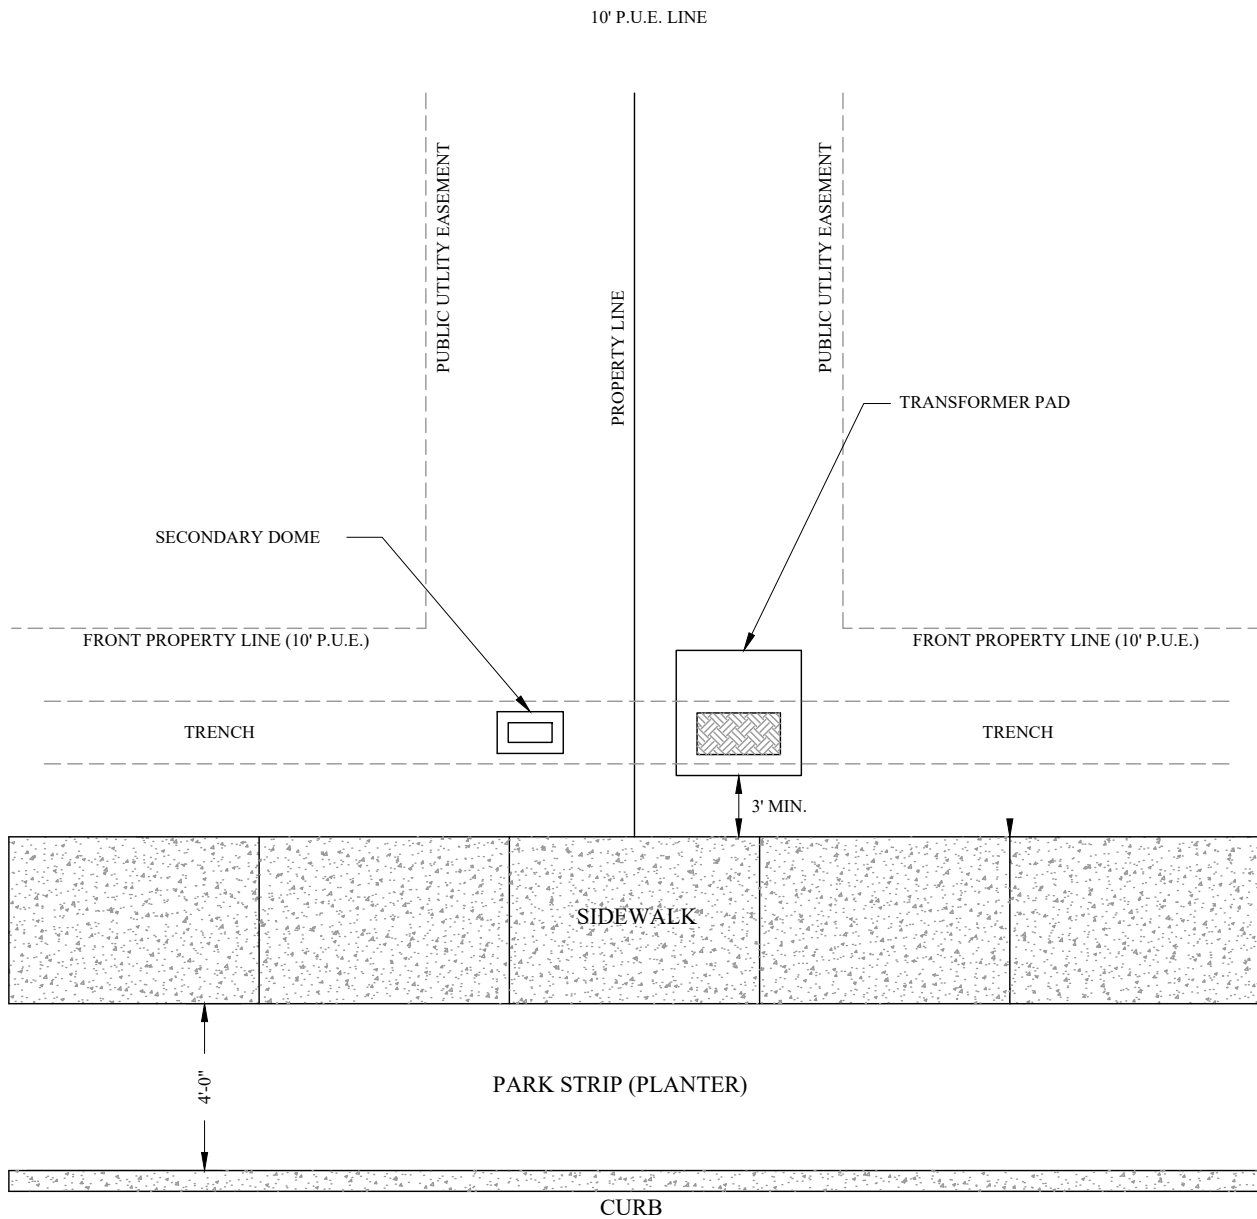 10' P.U.E. LINE
PUBLIC UTLITY EASEMENT
PROPERTY LINE
PUBLIC UTLITY EASEMENT
TRANSFORMER PAD
SECONDARY DOME
FRONT PROPERTY LINE (10' P.U.E.)
FRONT PROPERTY LINE (10' P.U.E.)
TRENCH
TRENCH
3' MIN.
SIDEWALK
4'-0"
PARK STRIP (PLANTER)
CURB